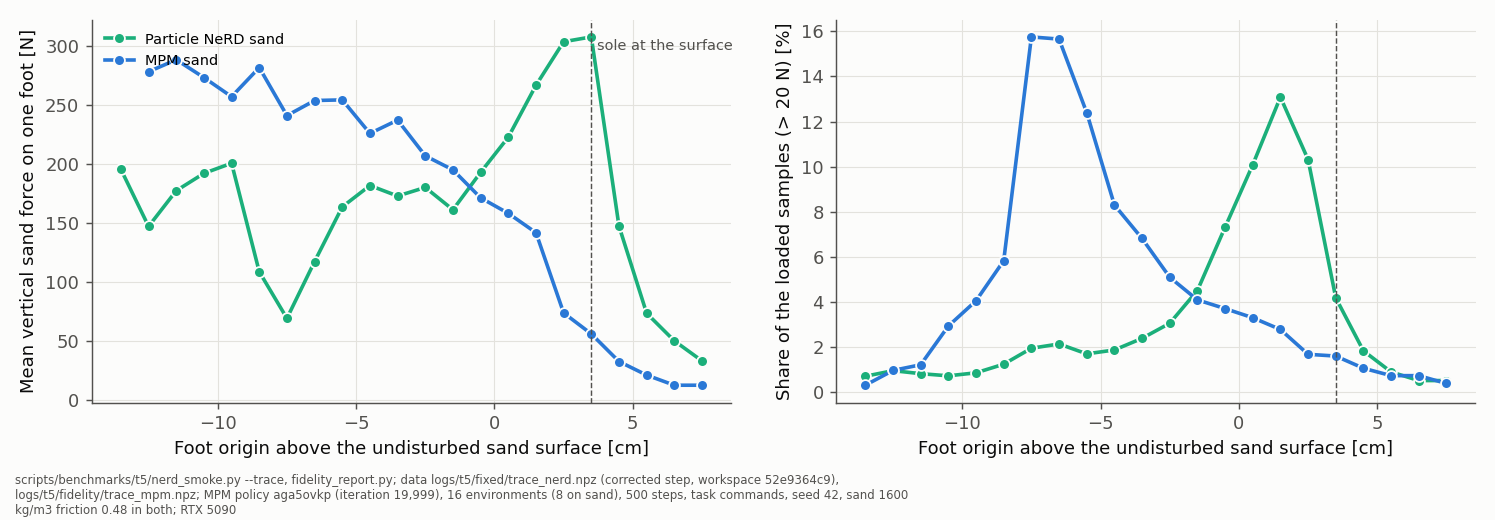 Particle NeRD sand
MPM sand
sole at the surface
Mean vertical sand force on one foot [N]
300
250
200
150
100
50
0
−10
−5
0
5
Foot origin above the undisturbed sand surface [cm]
Share of the loaded samples (> 20 N) [%]
16
14
12
10
8
6
4
2
0
−10
−5
0
5
Foot origin above the undisturbed sand surface [cm]
scripts/benchmarks/t5/nerd_smoke.py --trace, fidelity_report.py; data logs/t5/fixed/trace_nerd.npz (corrected step, workspace 52e9364c9),
logs/t5/fidelity/trace_mpm.npz; MPM policy aga5ovkp (iteration 19,999), 16 environments (8 on sand), 500 steps, task commands, seed 42, sand 1600
kg/m3 friction 0.48 in both; RTX 5090